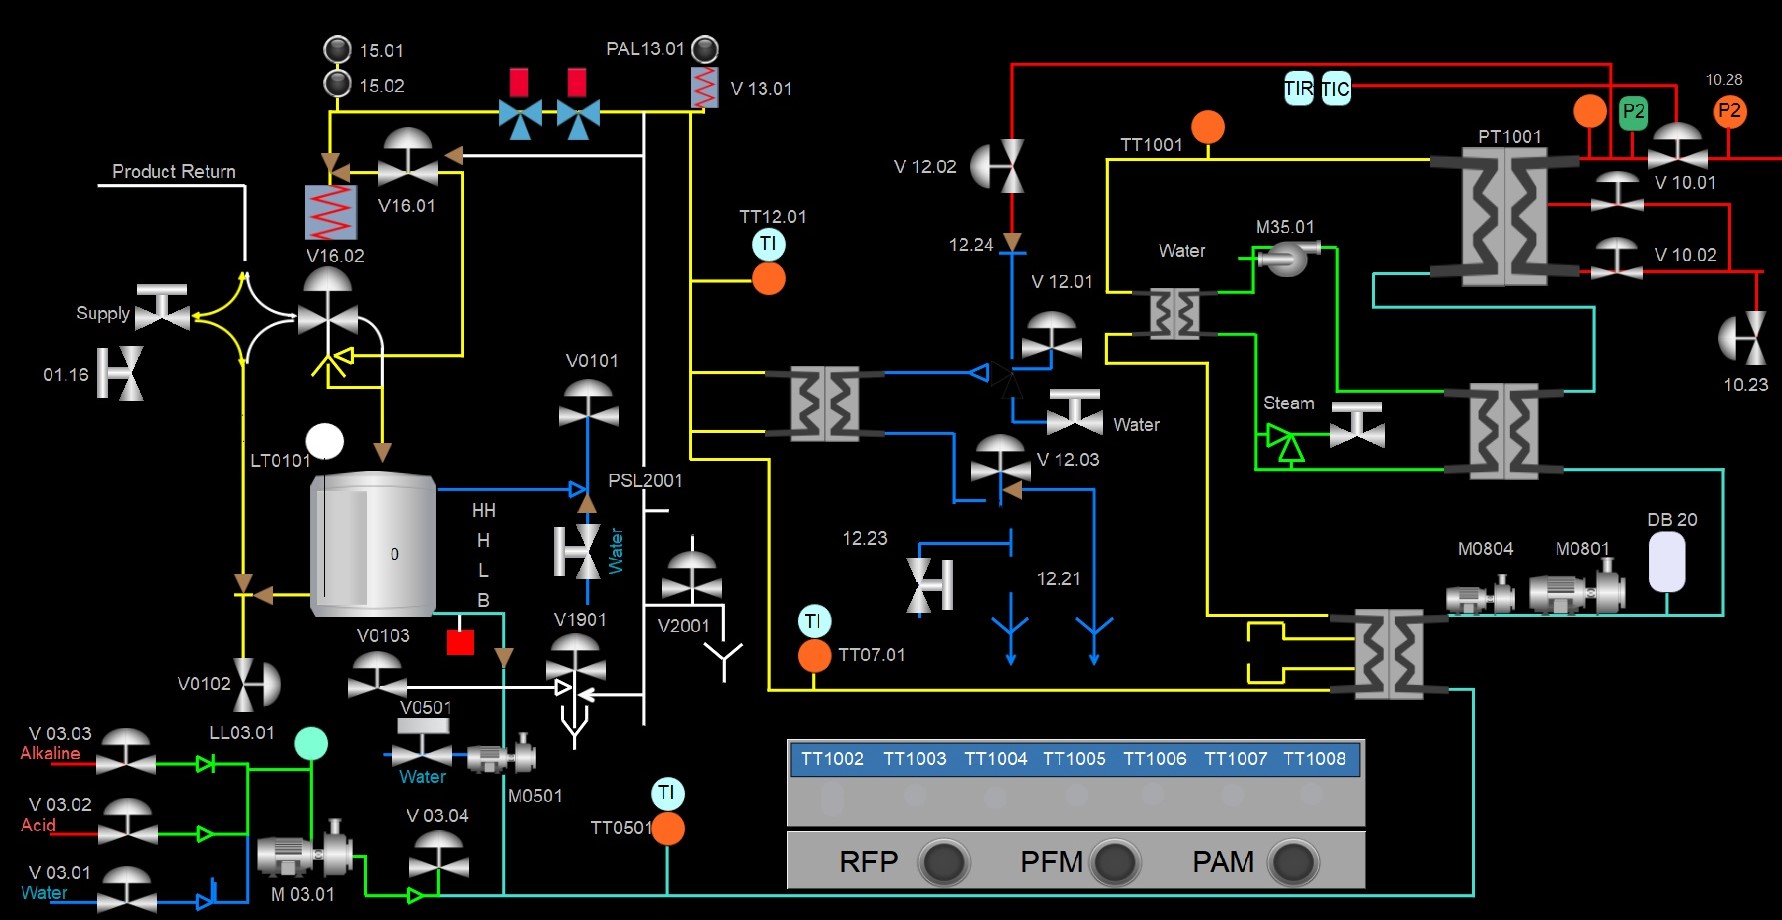 15.01
PAL13.01
15.02
V 13.01
TIR TIC
10.28
P2 P2
PT1001
TT1001
V 12.02
Product Return
V16.01
V 10.01
TT12.01
TI
M35.01
12.24
Water
V16.02
V 10.02
V 12.01
Supply
01.16
V0101
10.23
Steam
Water
LT0101
V 12.03
PSL2001
HH
H
L
B
0
Water
12.23
DB 20
M0804 M0801
12.21
V1901
V2001
TI
V0103
TT07.01
V0102
V0501
LL03.01
V 03.03
Alkaline
Water
TT1002 TT1003 TT1004 TT1005 TT1006 TT1007 TT1008
M0501
TI
V 03.02
Acid
V 03.04
TT0501
RFP PFM PAM
V 03.01
Water
M 03.01